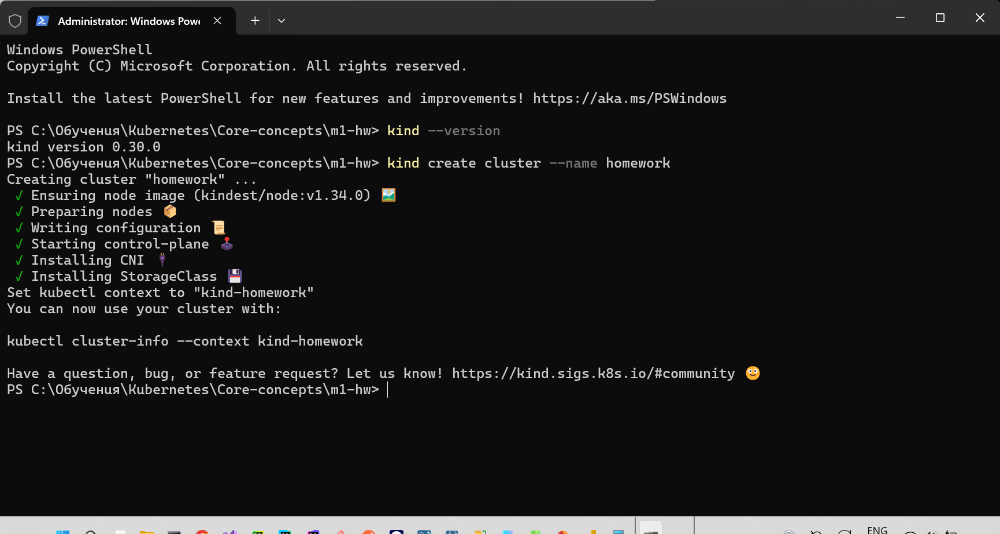 Administrator: Windows Powe
Windows PowerShell
Copyright (C) Microsoft Corporation. All rights reserved.
Install the latest PowerShell for new features and improvements! https://aka.ms/PSWindows
PS C:\Обучения\Kubernetes\Core-concepts\m1-hw> kind --version
kind version 0.30.0
PS C:\Обучения\Kubernetes\Core-concepts\m1-hw> kind create cluster --name homework
Creating cluster "homework" ...
√ Ensuring node image (kindest/node:v1.34.0) 🖼
√ Preparing nodes 📦
√ Writing configuration 📜
√ Starting control-plane 🕹
√ Installing CNI 🔌
√ Installing StorageClass 💾
Set kubectl context to "kind-homework"
You can now use your cluster with:
kubectl cluster-info --context kind-homework
Have a question, bug, or feature request? Let us know! https://kind.sigs.k8s.io/#community 🙂
PS C:\Обучения\Kubernetes\Core-concepts\m1-hw>
ENG